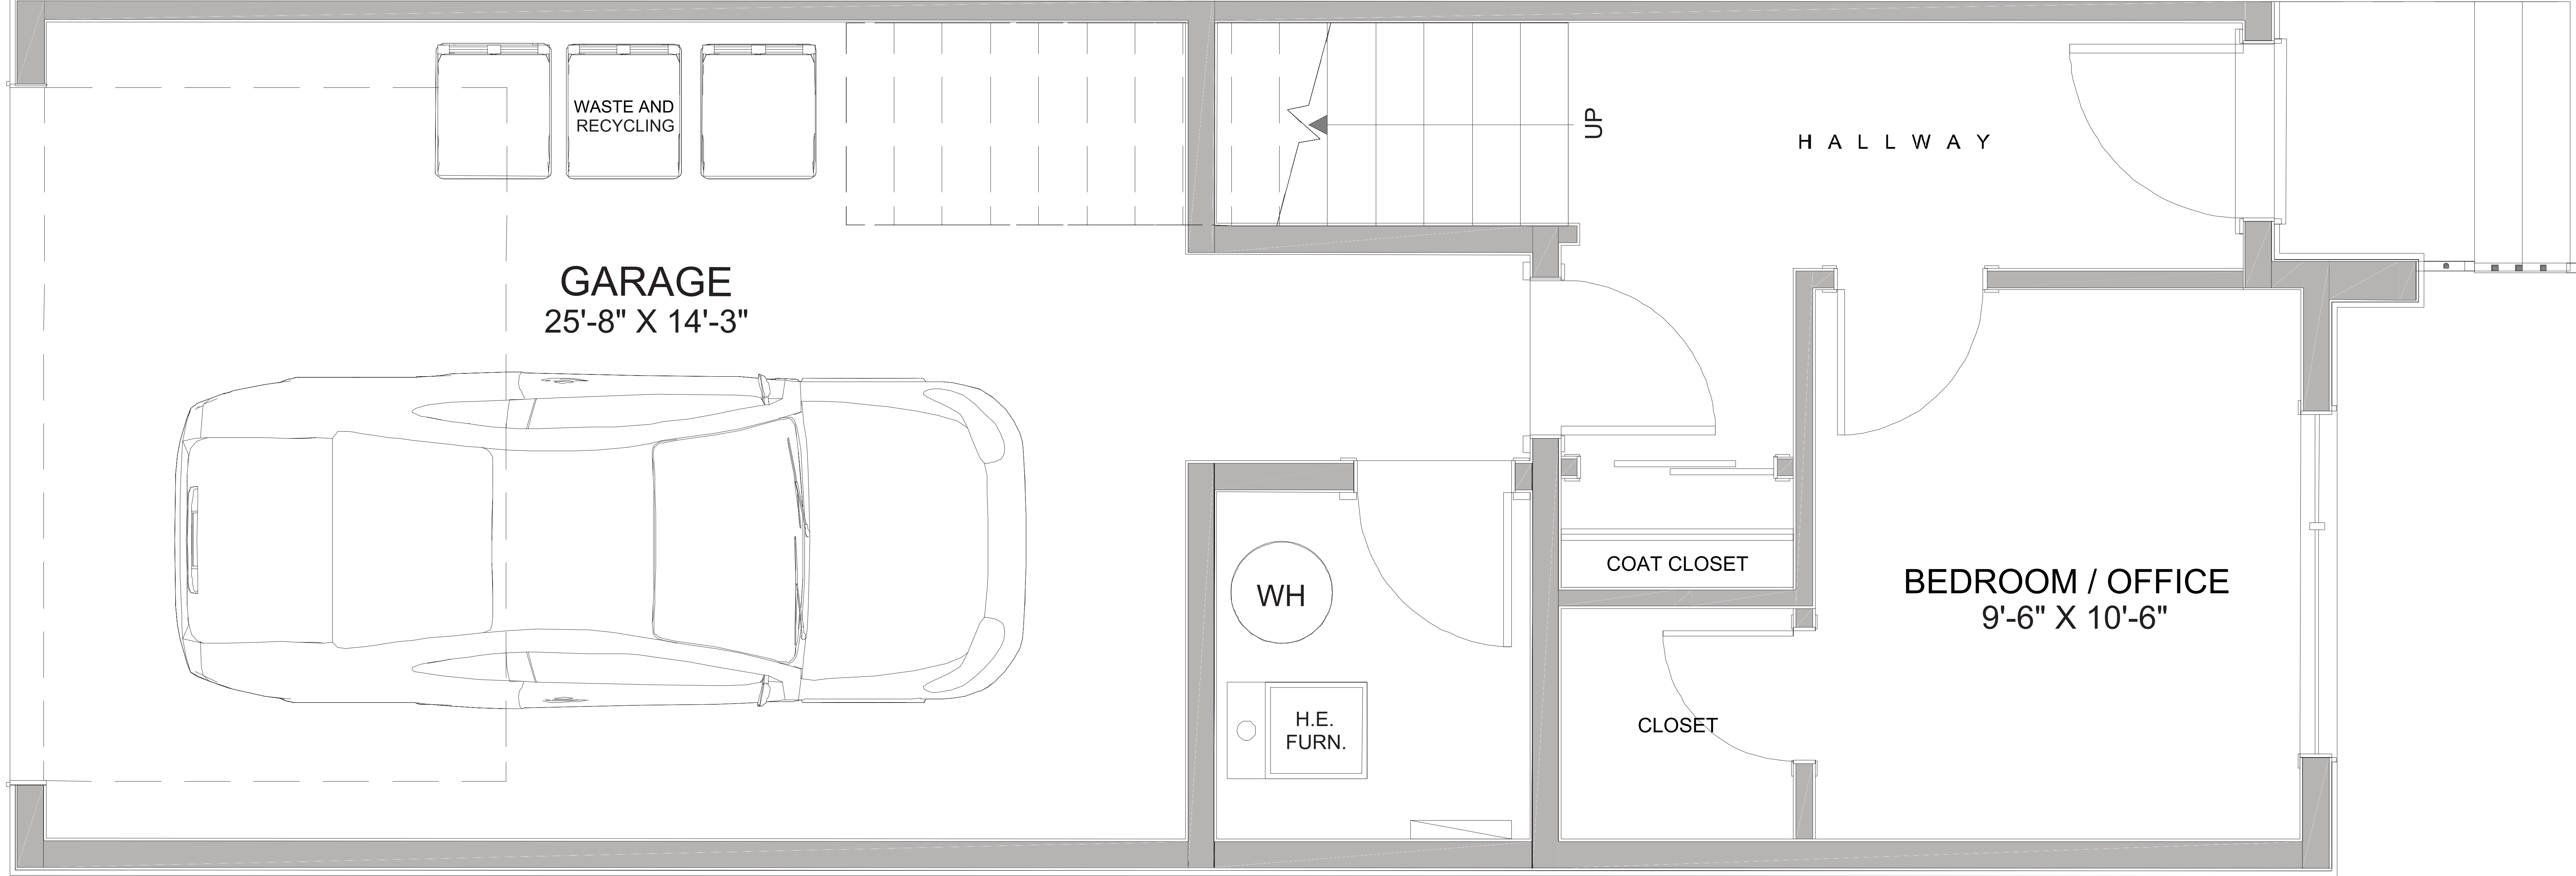 WASTE AND
RECYCLING
UP
H A L L W A Y
GARAGE
25'-8" X 14'-3"
COAT CLOSET
WH
BEDROOM / OFFICE
9'-6" X 10'-6"
H.E.
FURN.
CLOSET